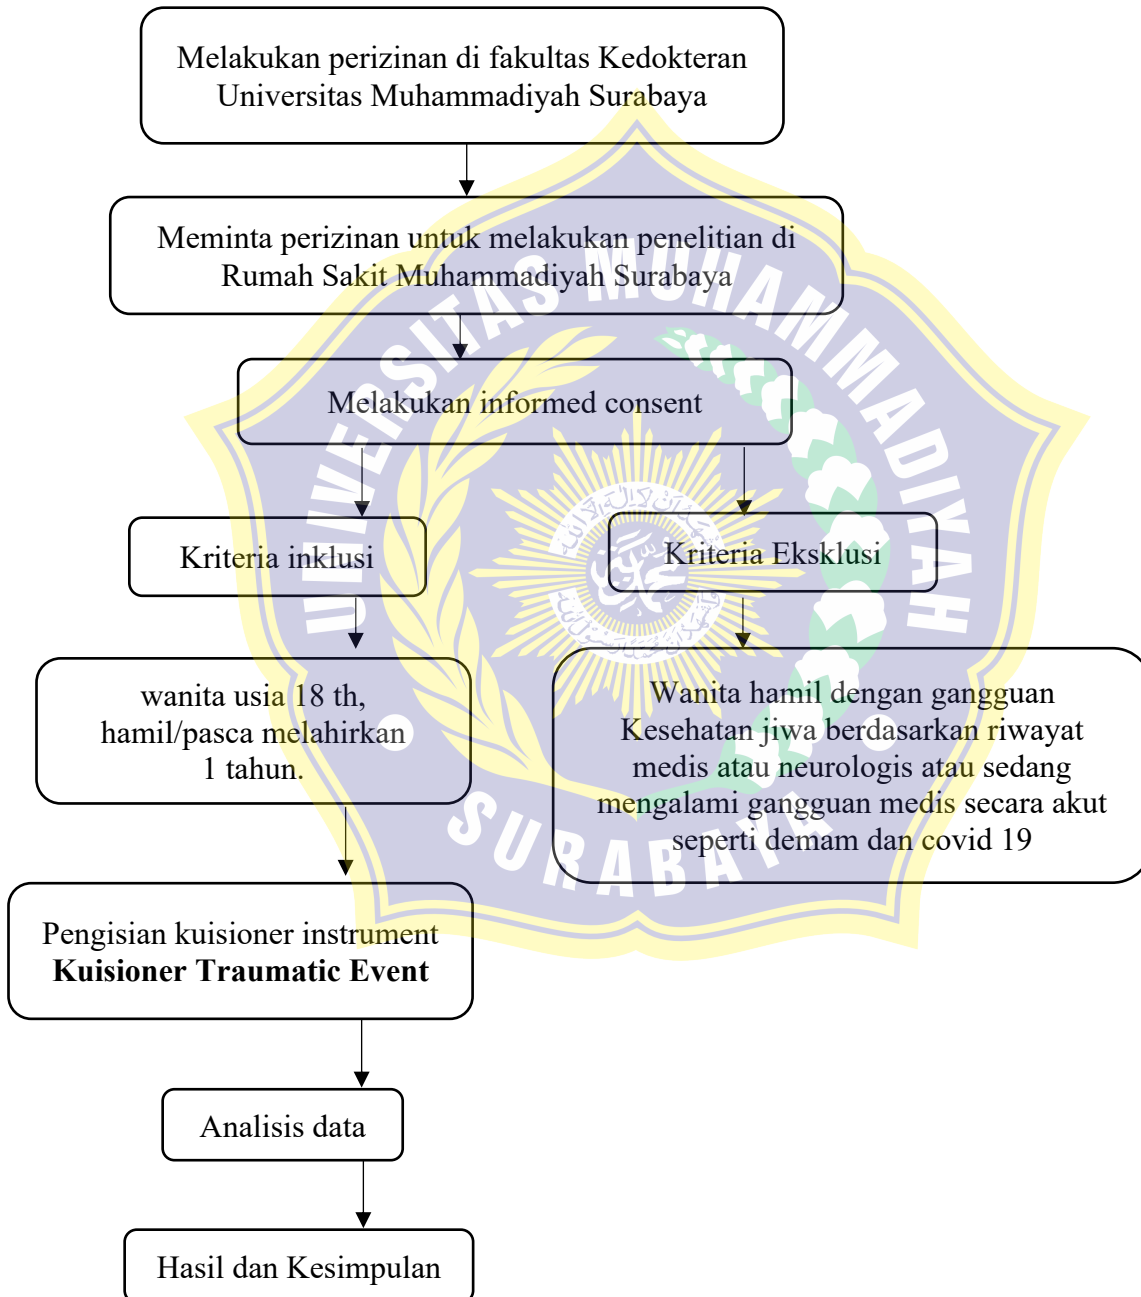 Melakukan perizinan di fakultas Kedokteran
Universitas Muhammadiyah Surabaya
Meminta perizinan untuk melakukan penelitian di
Rumah Sakit Muhammadiyah Surabaya
Melakukan informed consent
Kriteria inklusi
Kriteria Eksklusi
wanita usia 18 th,
hamil/pasca melahirkan
1 tahun.
Wanita hamil dengan gangguan
Kesehatan jiwa berdasarkan riwayat
medis atau neurologis atau sedang
mengalami gangguan medis secara akut
seperti demam dan covid 19
Pengisian kuisioner instrument
Kuisioner Traumatic Event
Analisis data
Hasil dan Kesimpulan
UNIVERSITAS MUHAMMADIYAH
SURABAYA